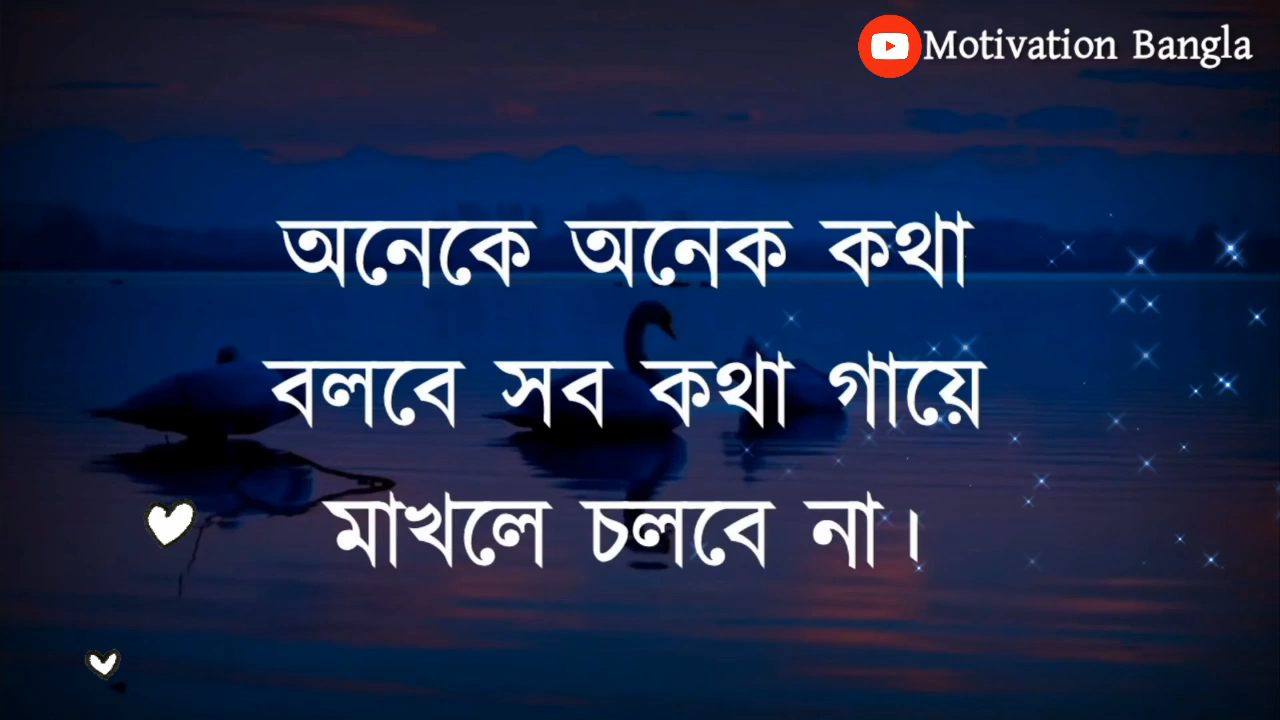 Motivation Bangla
অনেকে অনেক কথা
বলবে সব কথা গায়ে
মাখলে চলবে না।